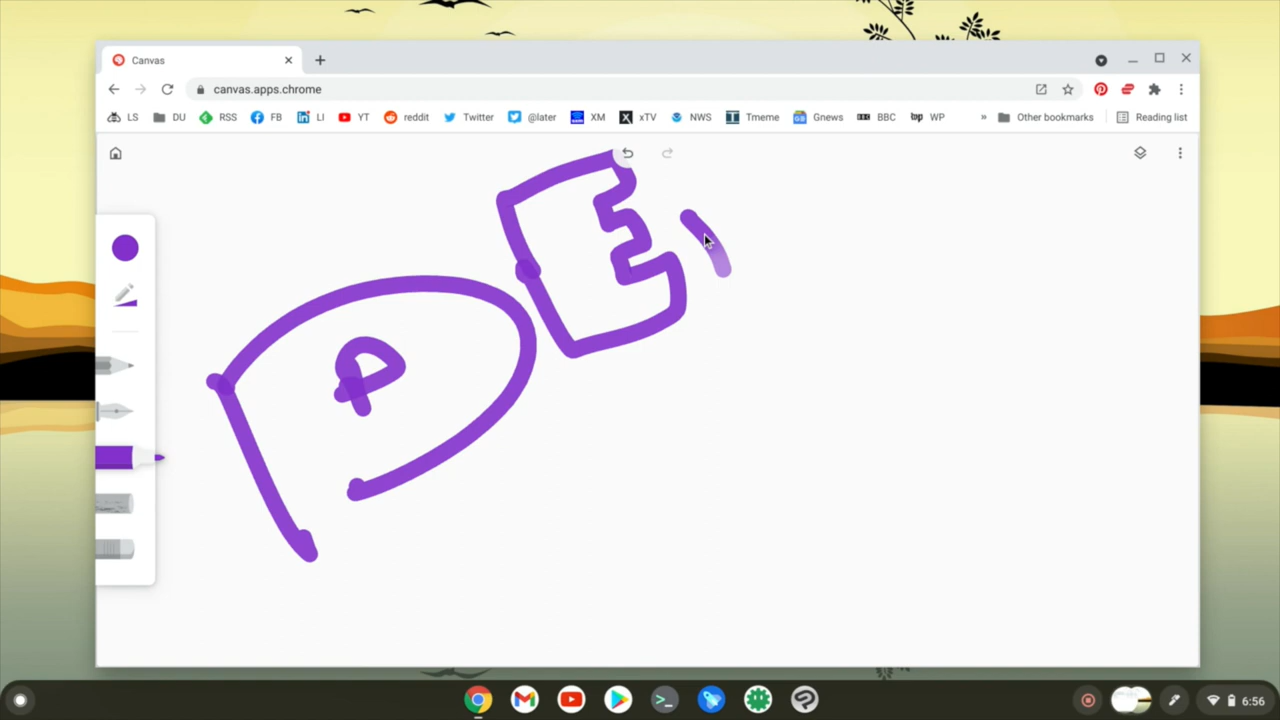 Canvas
canvas.apps.chrome
LS DU RSS FB LI YT reddit Twitter @later XM xTV NWS Tmeme Gnews BBC WP » Other bookmarks Reading list
PE
6:56